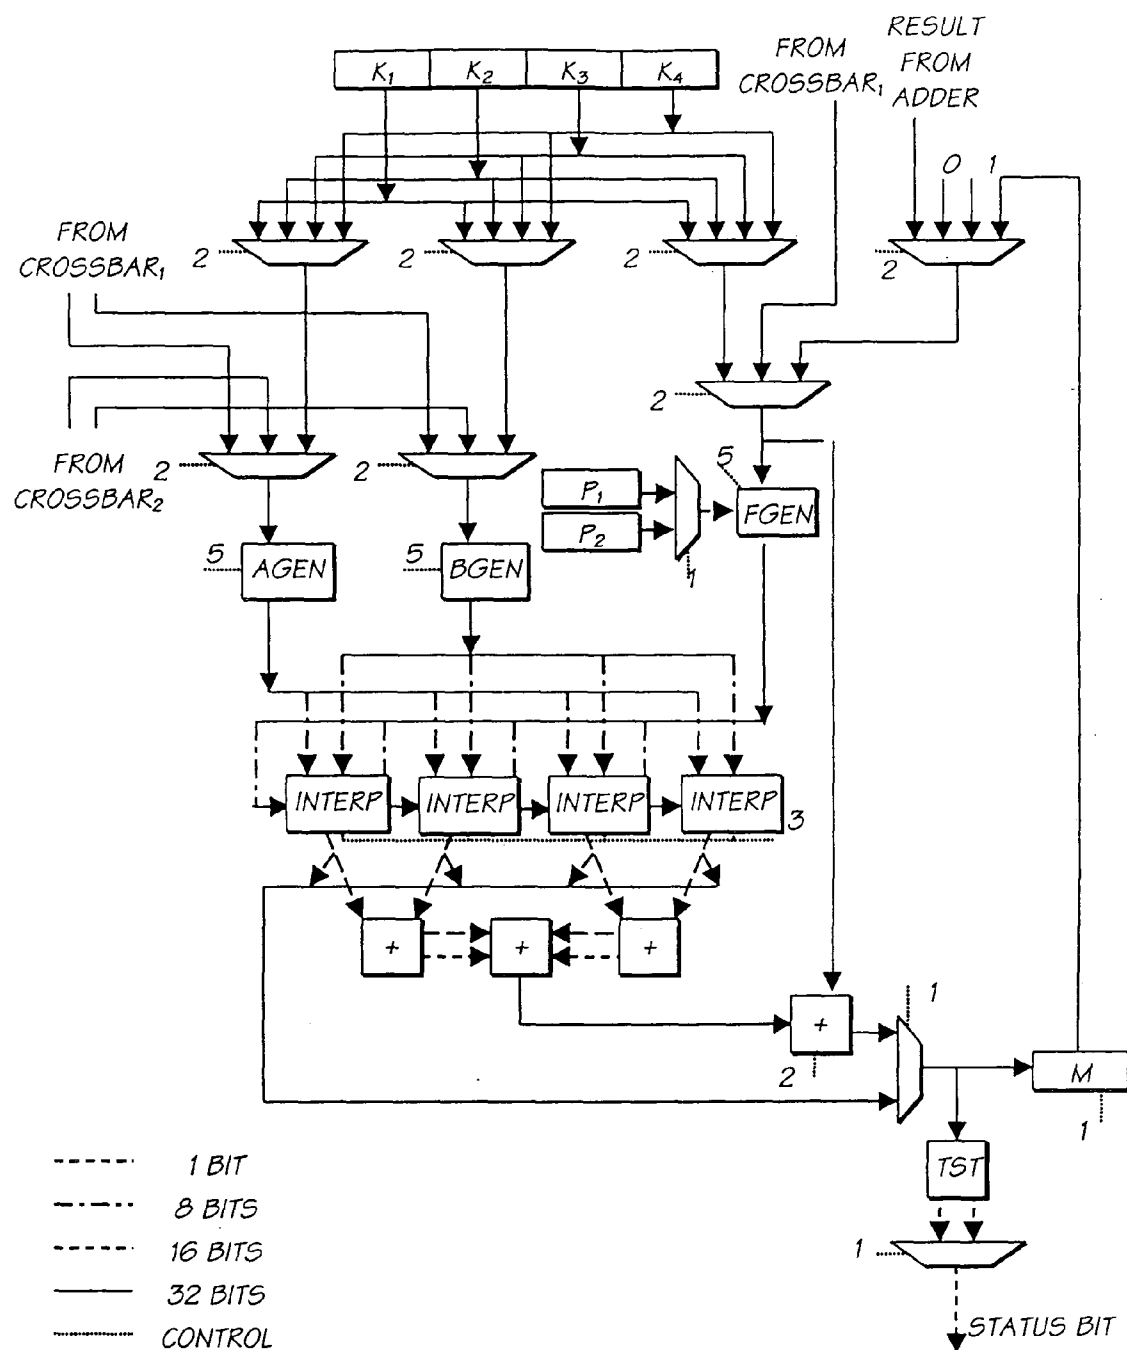 RESULT
FROM
ADDER
FROM
CROSSBAR₁
K₁ K₂ K₃ K₄
0 1
FROM
CROSSBAR₁
2 2 2 2
2
FROM
CROSSBAR₂
2 2
P₁
P₂
1
5
FGEN
5 AGEN
5 BGEN
INTERP INTERP INTERP INTERP 3
+ + +
+
2
1
M
1
TST
1
STATUS BIT
1 BIT
8 BITS
16 BITS
32 BITS
CONTROL